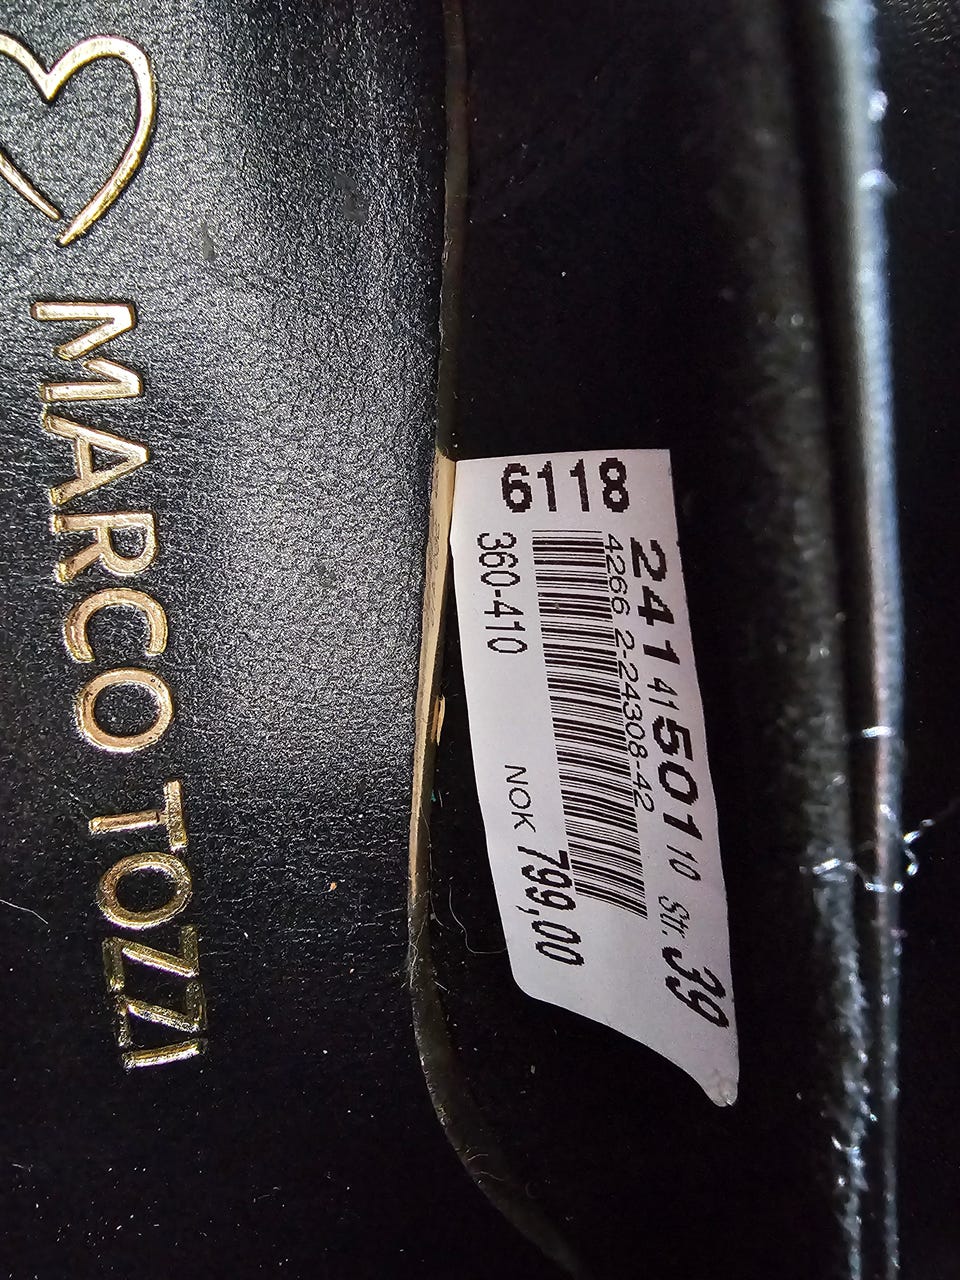 MARCO TOZZI
6118
241 41 501 10 Str. 39
4266 2-24308-42
360-410 NOK 799,00